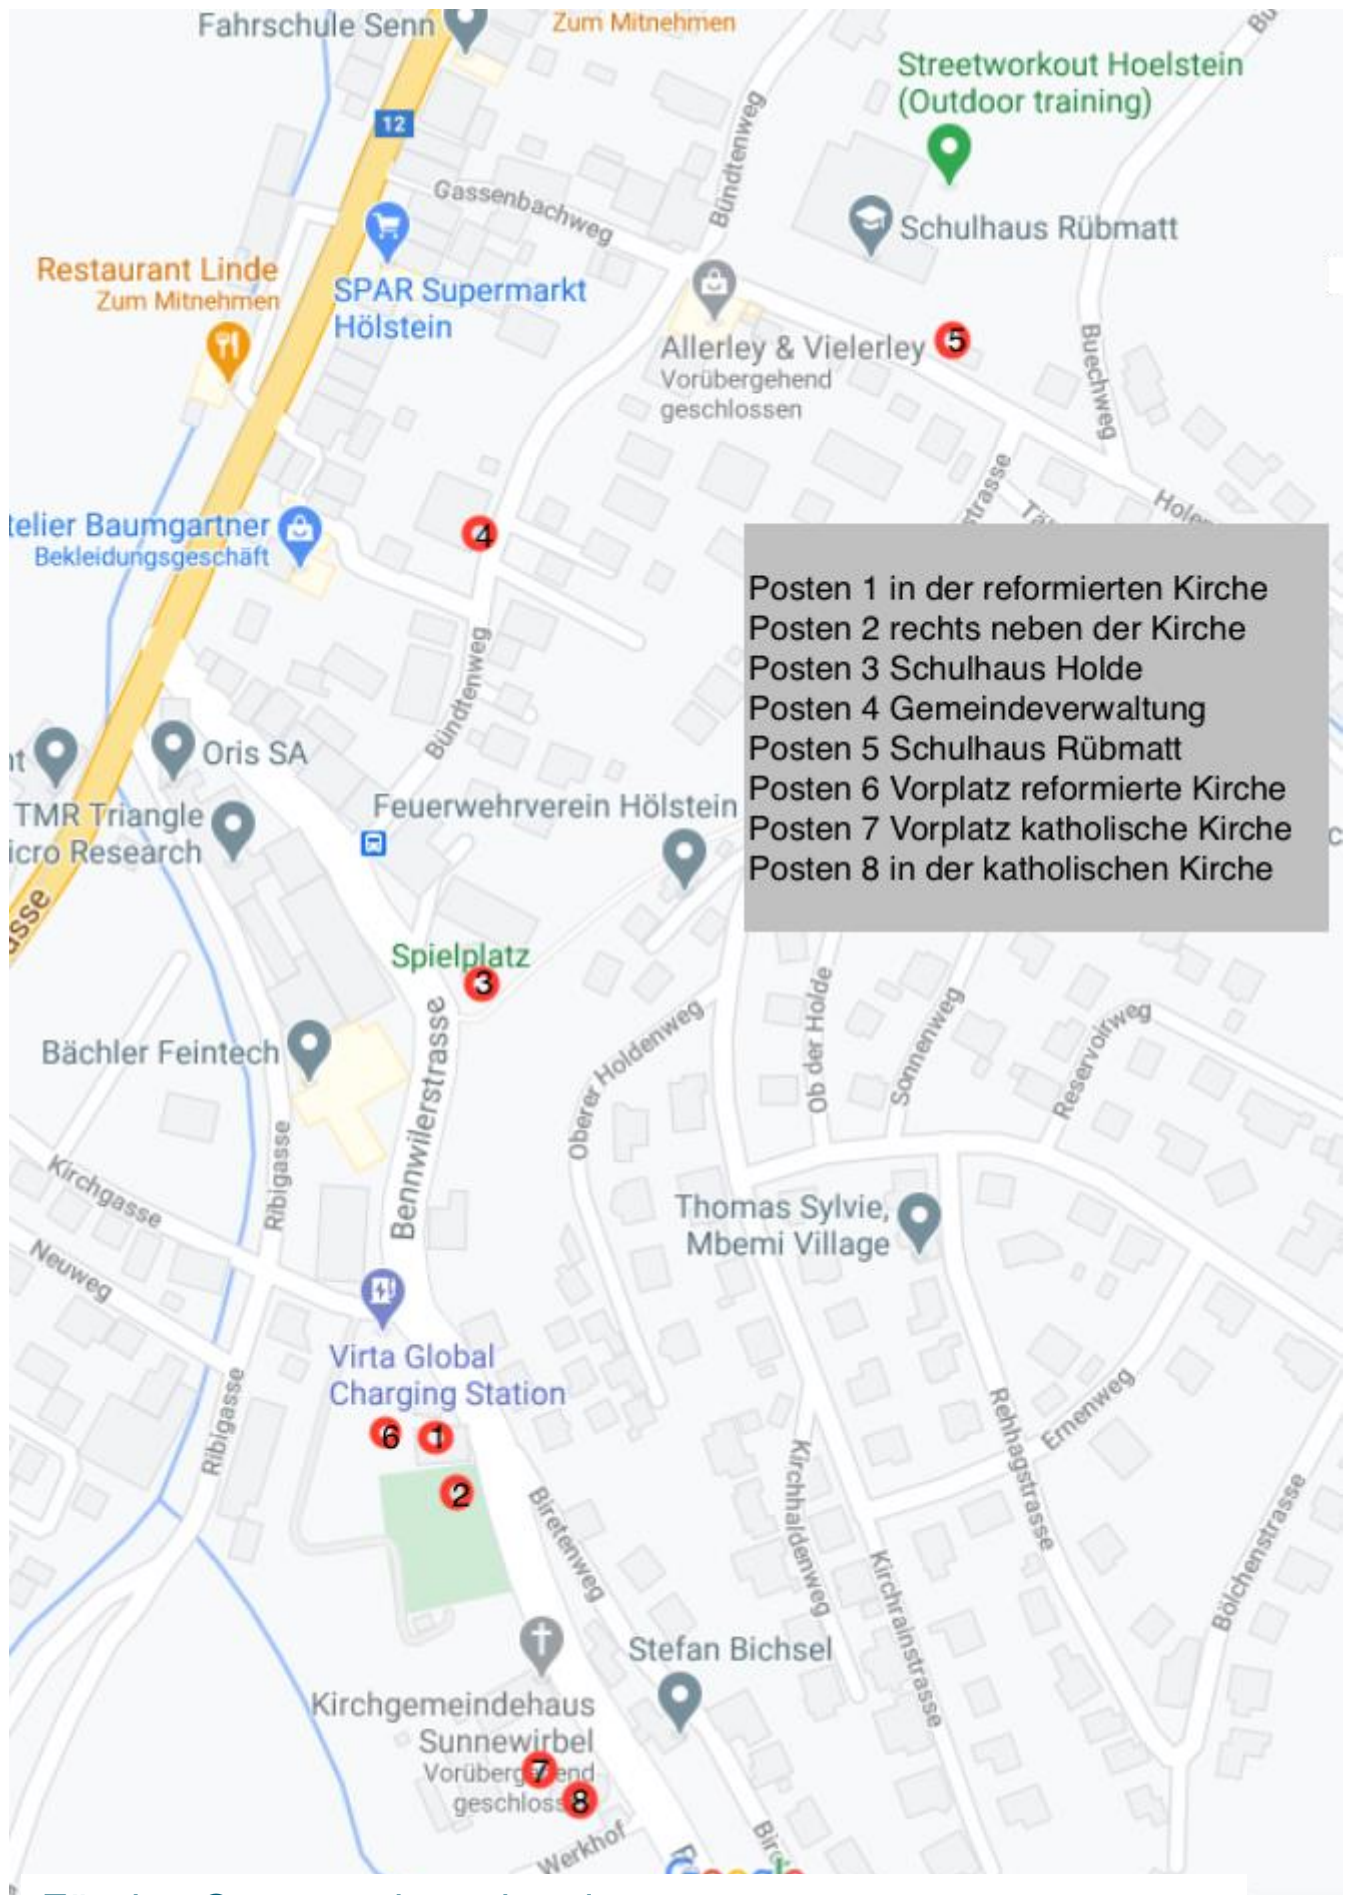 Fahrschule Senn
Zum Mitnehmen
Streetworkout Hoelstein
(Outdoor training)
12
Bündtenweg
Gassenbachweg
Schulhaus Rübmatt
Restaurant Linde
Zum Mitnehmen
SPAR Supermarkt
Hölstein
Allerley & Vielerley
Vorübergehend
geschlossen
5
Buechweg
telier Baumgartner
Bekleidungsgeschäft
4
strasse
Posten 1 in der reformierten Kirche
Posten 2 rechts neben der Kirche
Posten 3 Schulhaus Holde
Posten 4 Gemeindeverwaltung
Posten 5 Schulhaus Rübmatt
Posten 6 Vorplatz reformierte Kirche
Posten 7 Vorplatz katholische Kirche
Posten 8 in der katholischen Kirche
Bündtenweg
Oris SA
TMR Triangle
icro Research
Feuerwehrverein Hölstein
Spielplatz
3
Bächler Feintech
Bennwilerstrasse
Oberer Holdenweg
Ob der Holde
Sonnenweg
Reservoirweg
Kirchgasse
Ribigasse
Neuweg
Thomas Sylvie,
Mbemi Village
Virta Global
Charging Station
Ribigasse
6
1
2
Biretenweg
Kirchhaldenweg
Kirchrainstrasse
Rehhagstrasse
Ernenweg
Bölchenstrasse
Stefan Bichsel
Kirchgemeindehaus
Sunnewirbel
Vorübergehend
geschloss
7
8
Werkhof
Google